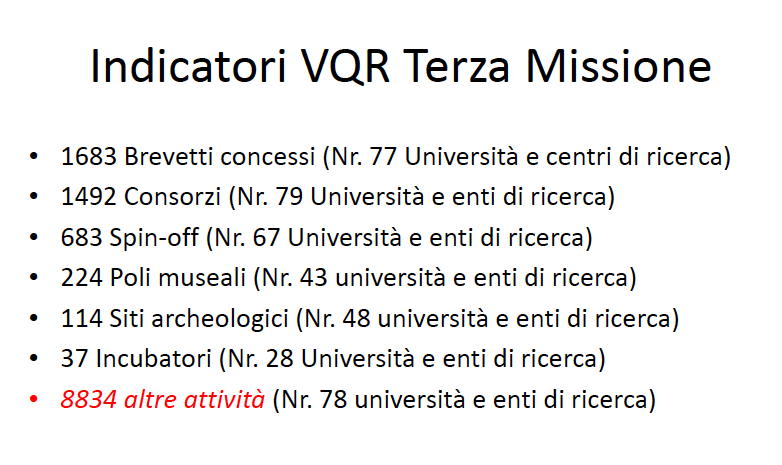 Indicatori VQR Terza Missione
• 1683 Brevetti concessi (Nr. 77 Università e centri di ricerca)
• 1492 Consorzi (Nr. 79 Università e enti di ricerca)
• 683 Spin-off (Nr. 67 Università e enti di ricerca)
• 224 Poli museali (Nr. 43 università e enti di ricerca)
• 114 Siti archeologici (Nr. 48 università e enti di ricerca)
• 37 Incubatori (Nr. 28 Università e enti di ricerca)
• 8834 altre attività (Nr. 78 università e enti di ricerca)